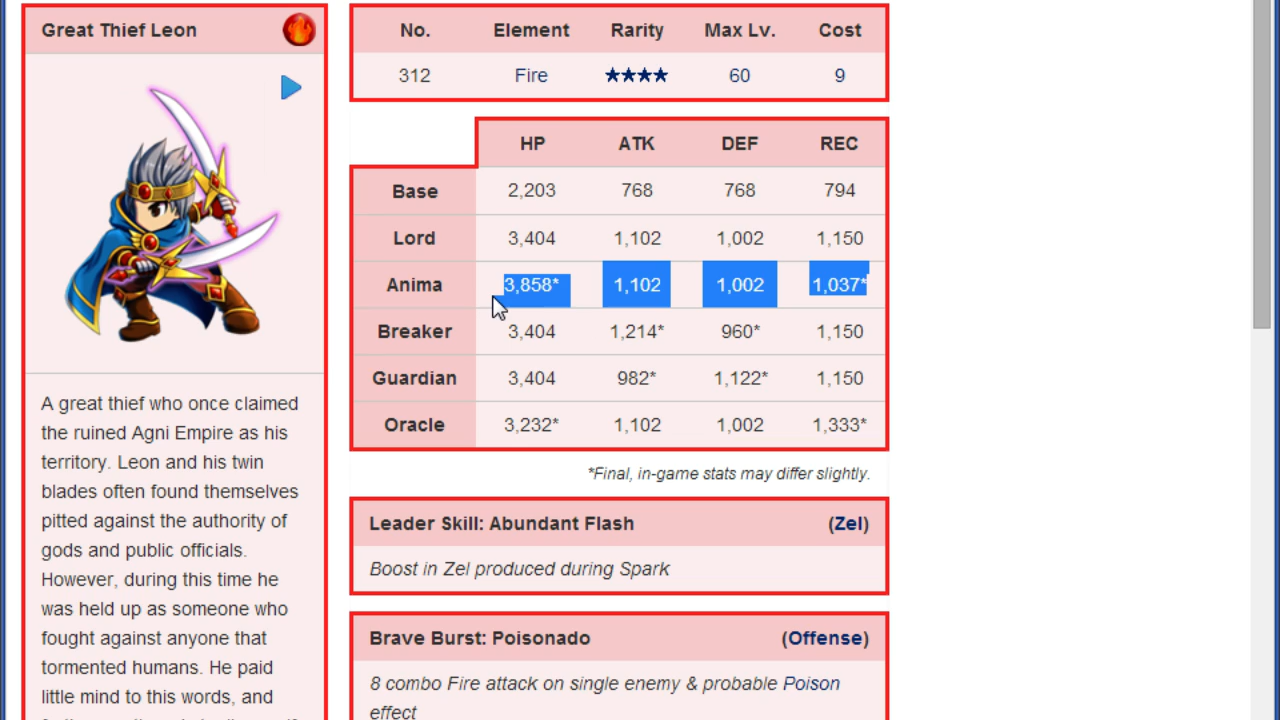 Great Thief Leon
A great thief who once claimed
the ruined Agni Empire as his
territory. Leon and his twin
blades often found themselves
pitted against the authority of
gods and public officials.
However, during this time he
was held up as someone who
fought against anyone that
tormented humans. He paid
little mind to this words, and
No. Element Rarity Max Lv. Cost
312 Fire ★★★★ 60 9
HP ATK DEF REC
Base 2,203 768 768 794
Lord 3,404 1,102 1,002 1,150
Anima 3,858* 1,102 1,002 1,037*
Breaker 3,404 1,214* 960* 1,150
Guardian 3,404 982* 1,122* 1,150
Oracle 3,232* 1,102 1,002 1,333*
*Final, in-game stats may differ slightly.
Leader Skill: Abundant Flash (Zel)
Boost in Zel produced during Spark
Brave Burst: Poisonado (Offense)
8 combo Fire attack on single enemy & probable Poison
effect